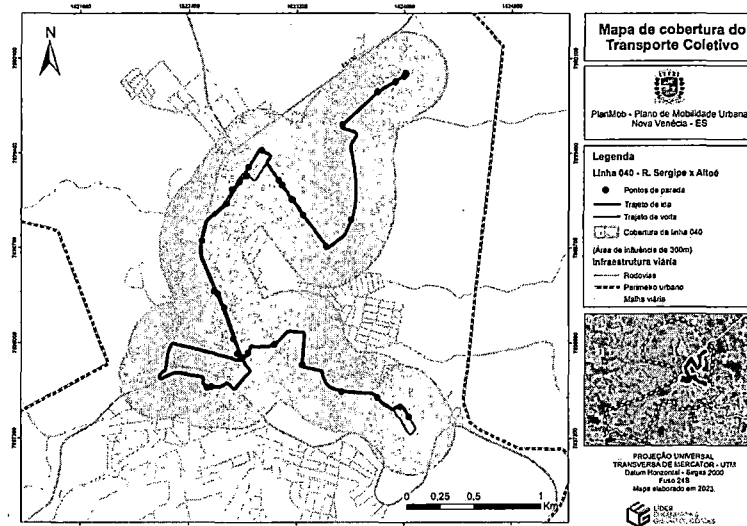 Mapa de cobertura do
Transporte Coletivo
PlanMob - Plano de Mobilidade Urbana
Nova Venécia - ES
Legenda
Linha 040 - R. Sergipe x Altoé
Pontos de parada
Trajeto de ida
Trajeto de volta
Cobertura da linha 040
(Área de influência de 300m)
Infraestrutura viária
Rodovias
Perímetro urbano
Malha viária
N
0 0,25 0,5 1
Km
PROJEÇÃO UNIVERSAL
TRANSVERSA DE MERCATOR - UTM
Datum Horizontal - Sirgas 2000
Fuso 24S
Mapa elaborado em 2023.
LÍDER